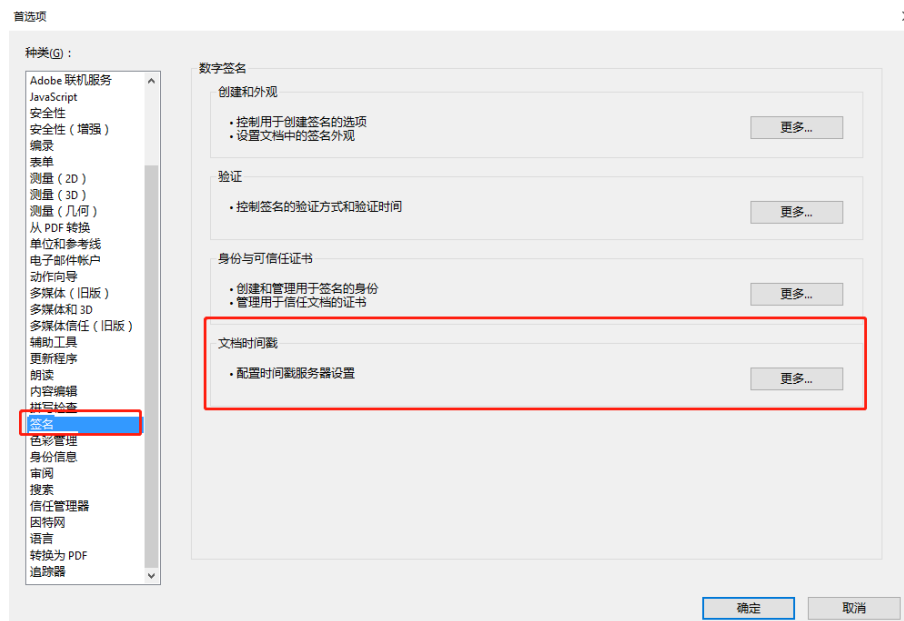 首选项
种类(G)：
Adobe 联机服务
JavaScript
安全性
安全性（增强）
编录
表单
测量（2D）
测量（3D）
测量（几何）
从 PDF 转换
单位和参考线
电子邮件帐户
动作向导
多媒体（旧版）
多媒体和 3D
多媒体信任（旧版）
辅助工具
更新程序
朗读
内容编辑
拼写检查
签名
色彩管理
身份信息
审阅
搜索
信任管理器
因特网
语言
转换为 PDF
追踪器
数字签名
创建和外观
•控制用于创建签名的选项
•设置文档中的签名外观
更多...
验证
•控制签名的验证方式和验证时间
更多...
身份与可信任证书
•创建和管理用于签名的身份
•管理用于信任文档的证书
更多...
文档时间戳
•配置时间戳服务器设置
更多...
确定
取消